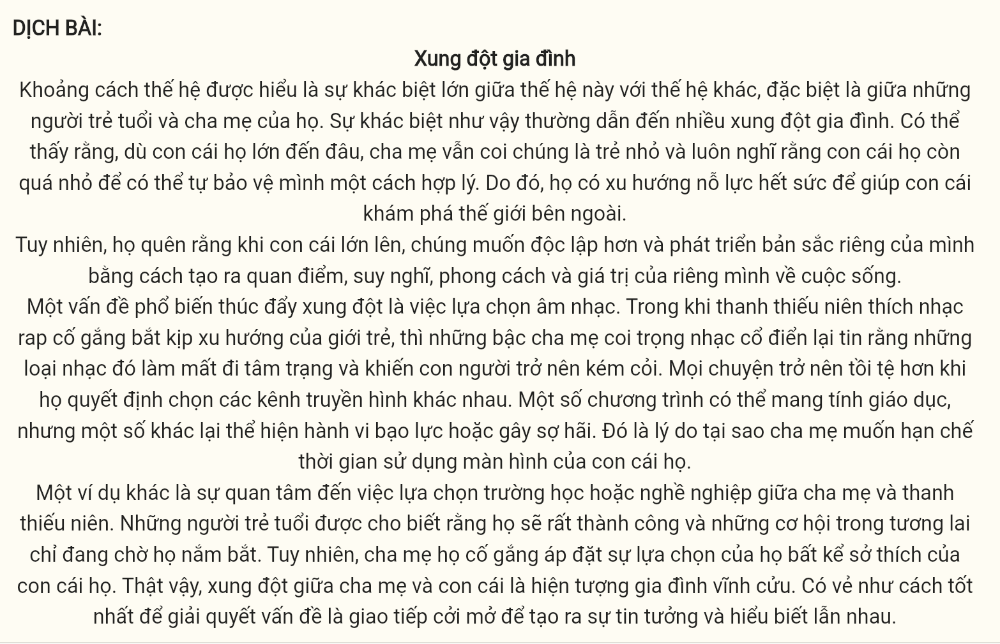 DỊCH BÀI:
Xung đột gia đình
Khoảng cách thế hệ được hiểu là sự khác biệt lớn giữa thế hệ này với thế hệ khác, đặc biệt là giữa những
người trẻ tuổi và cha mẹ của họ. Sự khác biệt như vậy thường dẫn đến nhiều xung đột gia đình. Có thể
thấy rằng, dù con cái họ lớn đến đâu, cha mẹ vẫn coi chúng là trẻ nhỏ và luôn nghĩ rằng con cái họ còn
quá nhỏ để có thể tự bảo vệ mình một cách hợp lý. Do đó, họ có xu hướng nỗ lực hết sức để giúp con cái
khám phá thế giới bên ngoài.
Tuy nhiên, họ quên rằng khi con cái lớn lên, chúng muốn độc lập hơn và phát triển bản sắc riêng của mình
bằng cách tạo ra quan điểm, suy nghĩ, phong cách và giá trị của riêng mình về cuộc sống.
Một vấn đề phổ biến thúc đẩy xung đột là việc lựa chọn âm nhạc. Trong khi thanh thiếu niên thích nhạc
rap cố gắng bắt kịp xu hướng của giới trẻ, thì những bậc cha mẹ coi trọng nhạc cổ điển lại tin rằng những
loại nhạc đó làm mất đi tâm trạng và khiến con người trở nên kém cỏi. Mọi chuyện trở nên tồi tệ hơn khi
họ quyết định chọn các kênh truyền hình khác nhau. Một số chương trình có thể mang tính giáo dục,
nhưng một số khác lại thể hiện hành vi bạo lực hoặc gây sợ hãi. Đó là lý do tại sao cha mẹ muốn hạn chế
thời gian sử dụng màn hình của con cái họ.
Một ví dụ khác là sự quan tâm đến việc lựa chọn trường học hoặc nghề nghiệp giữa cha mẹ và thanh
thiếu niên. Những người trẻ tuổi được cho biết rằng họ sẽ rất thành công và những cơ hội trong tương lai
chỉ đang chờ họ nắm bắt. Tuy nhiên, cha mẹ họ cố gắng áp đặt sự lựa chọn của họ bất kể sở thích của
con cái họ. Thật vậy, xung đột giữa cha mẹ và con cái là hiện tượng gia đình vĩnh cửu. Có vẻ như cách tốt
nhất để giải quyết vấn đề là giao tiếp cởi mở để tạo ra sự tin tưởng và hiểu biết lẫn nhau.